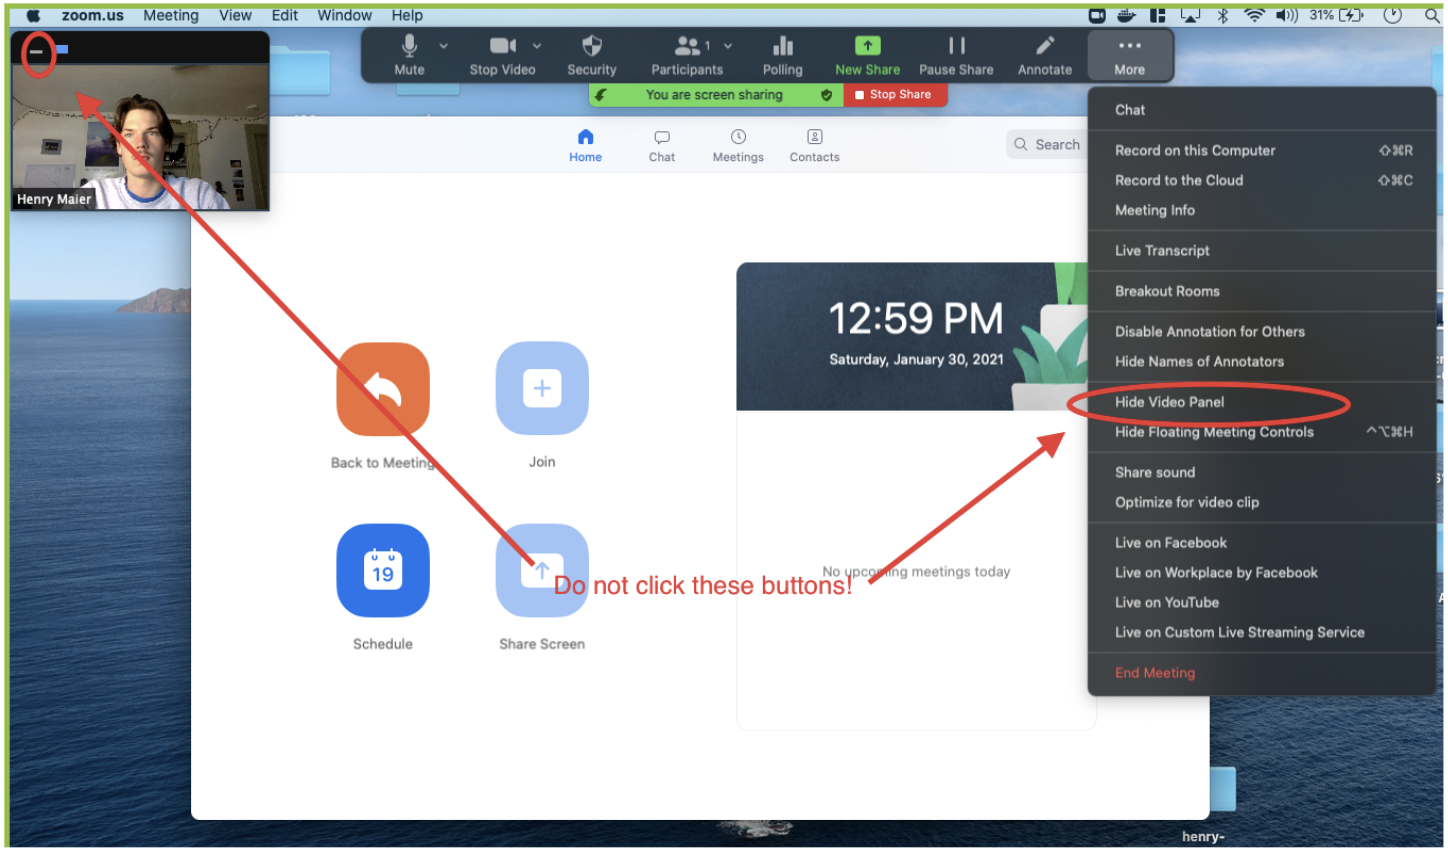 zoom.us Meeting View Edit Window Help 31%
Mute Stop Video Security Participants 1 Polling New Share Pause Share Annotate More
You are screen sharing Stop Share
Home Chat Meetings Contacts Search
Henry Maier
12:59 PM
Saturday, January 30, 2021
Back to Meeting Join
19
Schedule Share Screen
No upcoming meetings today
Do not click these buttons!
Chat
Record on this Computer ⇧⌘R
Record to the Cloud ⇧⌘C
Meeting Info
Live Transcript
Breakout Rooms
Disable Annotation for Others
Hide Names of Annotators
Hide Video Panel
Hide Floating Meeting Controls ^⌥⌘H
Share sound
Optimize for video clip
Live on Facebook
Live on Workplace by Facebook
Live on YouTube
Live on Custom Live Streaming Service
End Meeting
henry-